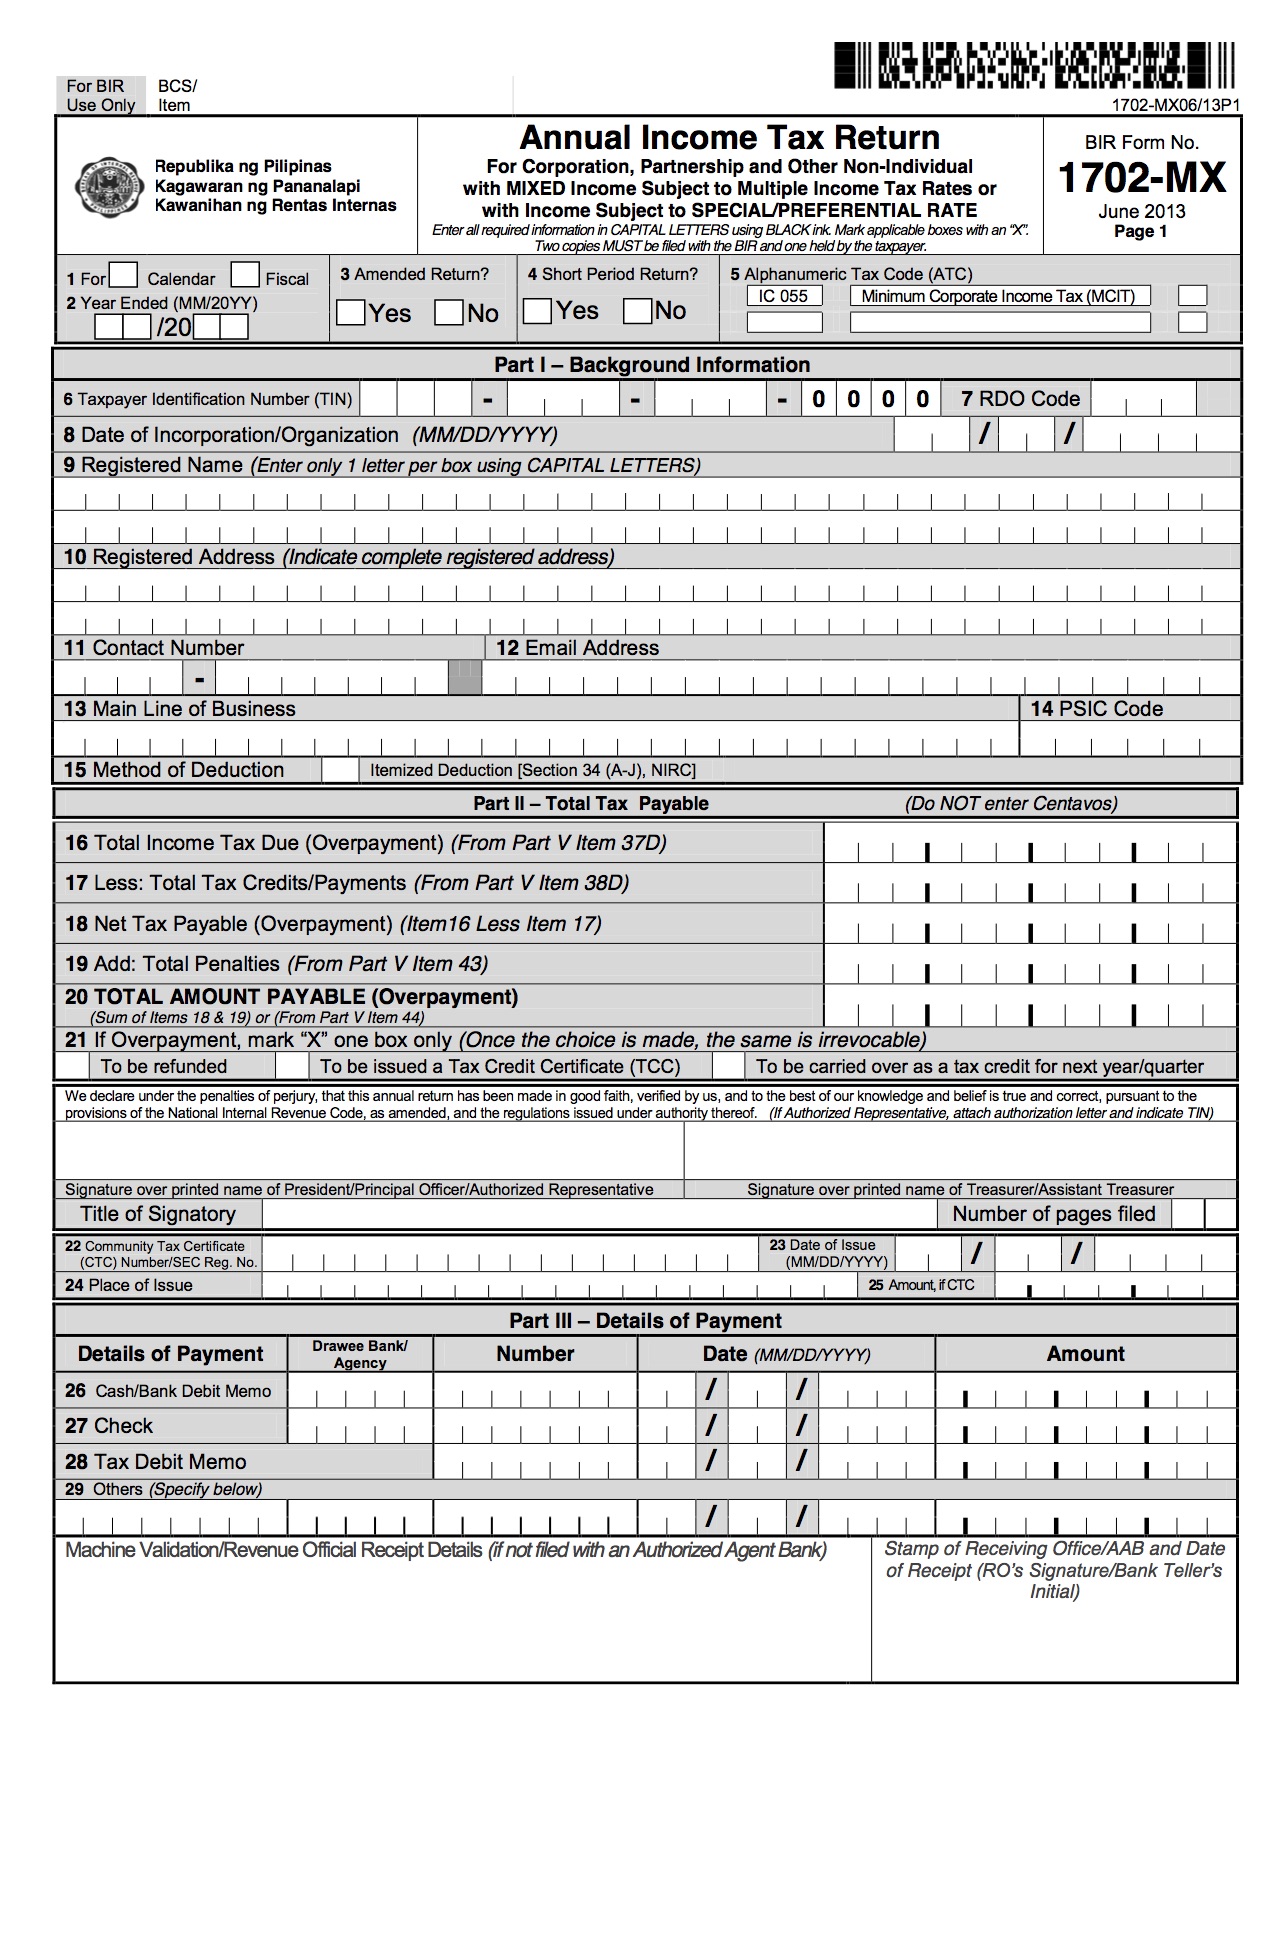 For BIR
Use Only
BCS/
Item
1702-MX06/13P1
Republika ng Pilipinas
Kagawaran ng Pananalapi
Kawanihan ng Rentas Internas
Annual Income Tax Return
For Corporation, Partnership and Other Non-Individual
with MIXED Income Subject to Multiple Income Tax Rates or
with Income Subject to SPECIAL/PREFERENTIAL RATE
Enter all required information in CAPITAL LETTERS using BLACK ink. Mark applicable boxes with an “X”.
Two copies MUST be filed with the BIR and one held by the taxpayer.
BIR Form No.
1702-MX
June 2013
Page 1
1 For Calendar Fiscal
2 Year Ended (MM/20YY)
/20
3 Amended Return?
Yes No
4 Short Period Return?
Yes No
5 Alphanumeric Tax Code (ATC)
IC 055 Minimum Corporate Income Tax (MCIT)
Part I – Background Information
6 Taxpayer Identification Number (TIN) - - - 0 0 0 0 7 RDO Code
8 Date of Incorporation/Organization (MM/DD/YYYY) / /
9 Registered Name (Enter only 1 letter per box using CAPITAL LETTERS)
10 Registered Address (Indicate complete registered address)
11 Contact Number 12 Email Address
-
13 Main Line of Business 14 PSIC Code
15 Method of Deduction Itemized Deduction [Section 34 (A-J), NIRC]
Part II – Total Tax Payable (Do NOT enter Centavos)
16 Total Income Tax Due (Overpayment) (From Part V Item 37D)
17 Less: Total Tax Credits/Payments (From Part V Item 38D)
18 Net Tax Payable (Overpayment) (Item16 Less Item 17)
19 Add: Total Penalties (From Part V Item 43)
20 TOTAL AMOUNT PAYABLE (Overpayment)
(Sum of Items 18 & 19) or (From Part V Item 44)
21 If Overpayment, mark “X” one box only (Once the choice is made, the same is irrevocable)
To be refunded To be issued a Tax Credit Certificate (TCC) To be carried over as a tax credit for next year/quarter
We declare under the penalties of perjury, that this annual return has been made in good faith, verified by us, and to the best of our knowledge and belief is true and correct, pursuant to the
provisions of the National Internal Revenue Code, as amended, and the regulations issued under authority thereof. (If Authorized Representative, attach authorization letter and indicate TIN)
Signature over printed name of President/Principal Officer/Authorized Representative Signature over printed name of Treasurer/Assistant Treasurer
Title of Signatory Number of pages filed
22 Community Tax Certificate
(CTC) Number/SEC Reg. No.
23 Date of Issue
(MM/DD/YYYY)
/ /
24 Place of Issue 25 Amount, if CTC
Part III – Details of Payment
Details of Payment Drawee Bank/
Agency
Number Date (MM/DD/YYYY) Amount
26 Cash/Bank Debit Memo / /
27 Check / /
28 Tax Debit Memo / /
29 Others (Specify below)
/ /
Machine Validation/Revenue Official Receipt Details (if not filed with an Authorized Agent Bank)
Stamp of Receiving Office/AAB and Date
of Receipt (RO’s Signature/Bank Teller’s
Initial)